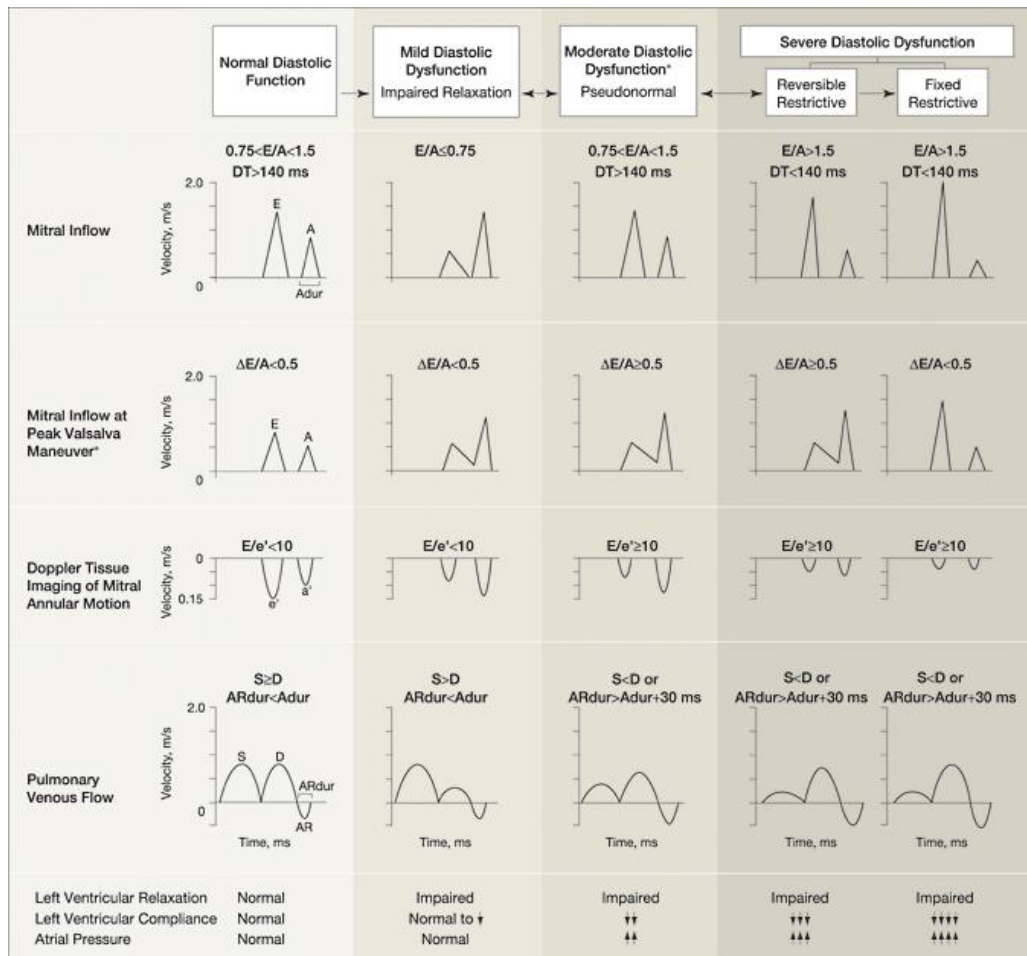 Normal Diastolic
Function
Mild Diastolic
Dysfunction
Impaired Relaxation
Moderate Diastolic
Dysfunction*
Pseudonormal
Severe Diastolic Dysfunction
Reversible
Restrictive
Fixed
Restrictive
Mitral Inflow
Velocity, m/s
2.0
0
0.75<E/A<1.5
DT>140 ms
E
A
Adur
E/A≤0.75
0.75<E/A<1.5
DT>140 ms
E/A>1.5
DT<140 ms
E/A>1.5
DT<140 ms
Mitral Inflow at
Peak Valsalva
Maneuver*
Velocity, m/s
2.0
0
ΔE/A<0.5
E
A
ΔE/A<0.5
ΔE/A≥0.5
ΔE/A≥0.5
ΔE/A<0.5
Doppler Tissue
Imaging of Mitral
Annular Motion
Velocity, m/s
0
0.15
E/e'<10
e'
a'
E/e'<10
E/e'≥10
E/e'≥10
E/e'≥10
Pulmonary
Venous Flow
Velocity, m/s
2.0
0
S≥D
ARdur<Adur
S
D
ARdur
AR
Time, ms
S>D
ARdur<Adur
Time, ms
S<D or
ARdur>Adur+30 ms
Time, ms
S<D or
ARdur>Adur+30 ms
Time, ms
S<D or
ARdur>Adur+30 ms
Time, ms
Left Ventricular Relaxation Normal Impaired Impaired Impaired Impaired
Left Ventricular Compliance Normal Normal to ↓ ↓↓ ↓↓↓ ↓↓↓↓
Atrial Pressure Normal Normal ↑↑ ↑↑↑ ↑↑↑↑